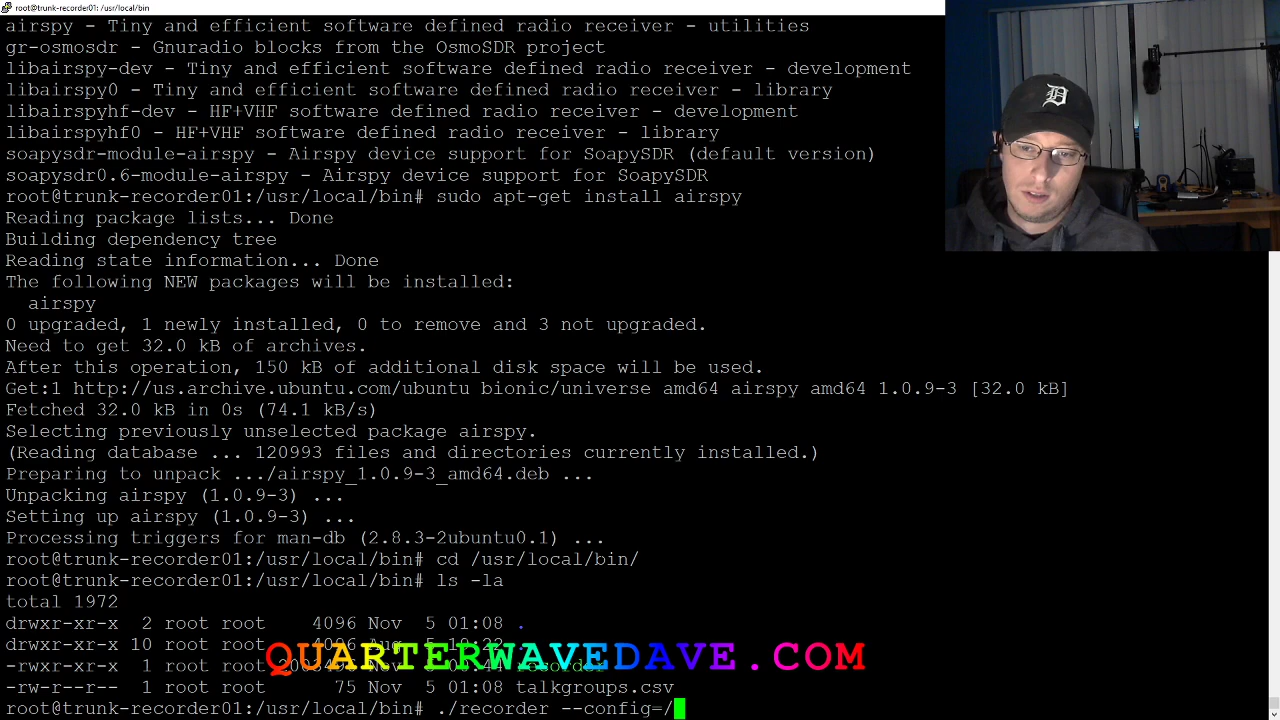 root@trunk-recorder01: /usr/local/bin
airspy - Tiny and efficient software defined radio receiver - utilities
gr-osmosdr - Gnuradio blocks from the OsmoSDR project
libairspy-dev - Tiny and efficient software defined radio receiver - development
libairspy0 - Tiny and efficient software defined radio receiver - library
libairspyhf-dev - HF+VHF software defined radio receiver - development
libairspyhf0 - HF+VHF software defined radio receiver - library
soapysdr-module-airspy - Airspy device support for SoapySDR (default version)
soapysdr0.6-module-airspy - Airspy device support for SoapySDR
root@trunk-recorder01:/usr/local/bin# sudo apt-get install airspy
Reading package lists... Done
Building dependency tree
Reading state information... Done
The following NEW packages will be installed:
airspy
0 upgraded, 1 newly installed, 0 to remove and 3 not upgraded.
Need to get 32.0 kB of archives.
After this operation, 150 kB of additional disk space will be used.
Get:1 http://us.archive.ubuntu.com/ubuntu bionic/universe amd64 airspy amd64 1.0.9-3 [32.0 kB]
Fetched 32.0 kB in 0s (74.1 kB/s)
Selecting previously unselected package airspy.
(Reading database ... 120993 files and directories currently installed.)
Preparing to unpack .../airspy_1.0.9-3_amd64.deb ...
Unpacking airspy (1.0.9-3) ...
Setting up airspy (1.0.9-3) ...
Processing triggers for man-db (2.8.3-2ubuntu0.1) ...
root@trunk-recorder01:/usr/local/bin# cd /usr/local/bin/
root@trunk-recorder01:/usr/local/bin# ls -la
total 1972
drwxr-xr-x 2 root root 4096 Nov 5 01:08 .
drwxr-xr-x 10 root root 4096 Aug 5
QUARTERWAVEDAVE.COM
-rwxr-xr-x 1 root root
-rw-r--r-- 1 root root 75 Nov 5 01:08 talkgroups.csv
root@trunk-recorder01:/usr/local/bin# ./recorder --config=/